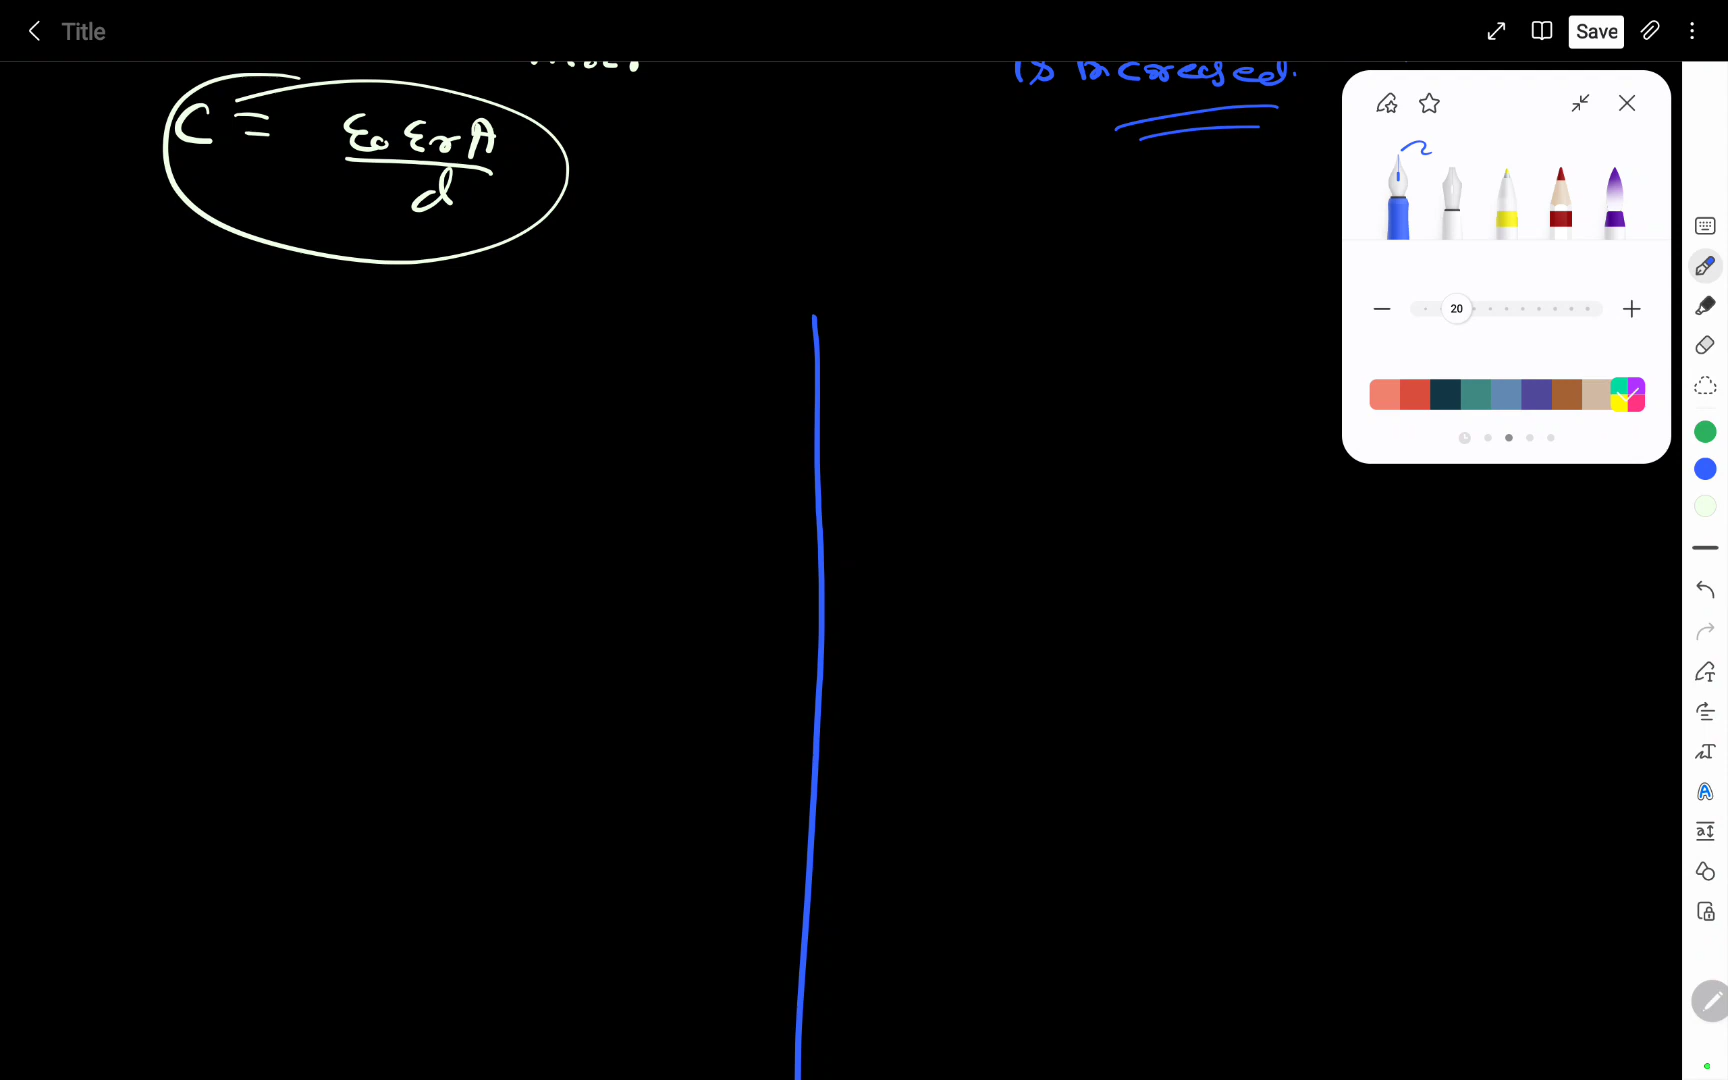 Title
Save
is increased.
C = ε₀ εr A
d
20